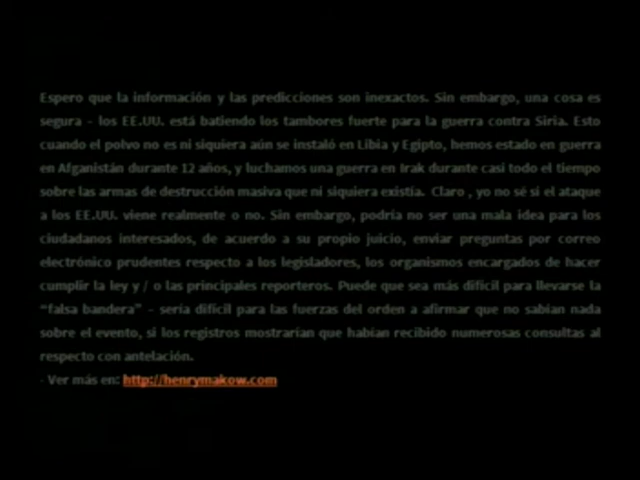 Espero que la información y las predicciones son inexactos. Sin embargo, una cosa es
segura – los EE.UU. está batiendo los tambores fuerte para la guerra contra Siria. Esto
cuando el polvo no es ni siquiera aún se instaló en Libia y Egipto, hemos estado en guerra
en Afganistán durante 12 años, y luchamos una guerra en Irak durante casi todo el tiempo
sobre las armas de destrucción masiva que ni siquiera existía. Claro , yo no sé si el ataque
a los EE.UU. viene realmente o no. Sin embargo, podría no ser una mala idea para los
ciudadanos interesados, de acuerdo a su propio juicio, enviar preguntas por correo
electrónico prudentes respecto a los legisladores, los organismos encargados de hacer
cumplir la ley y / o las principales reporteros. Puede que sea más difícil para llevarse la
“falsa bandera” – sería difícil para las fuerzas del orden a afirmar que no sabían nada
sobre el evento, si los registros mostrarían que habían recibido numerosas consultas al
respecto con antelación.
- Ver más en: http://henrymakow.com